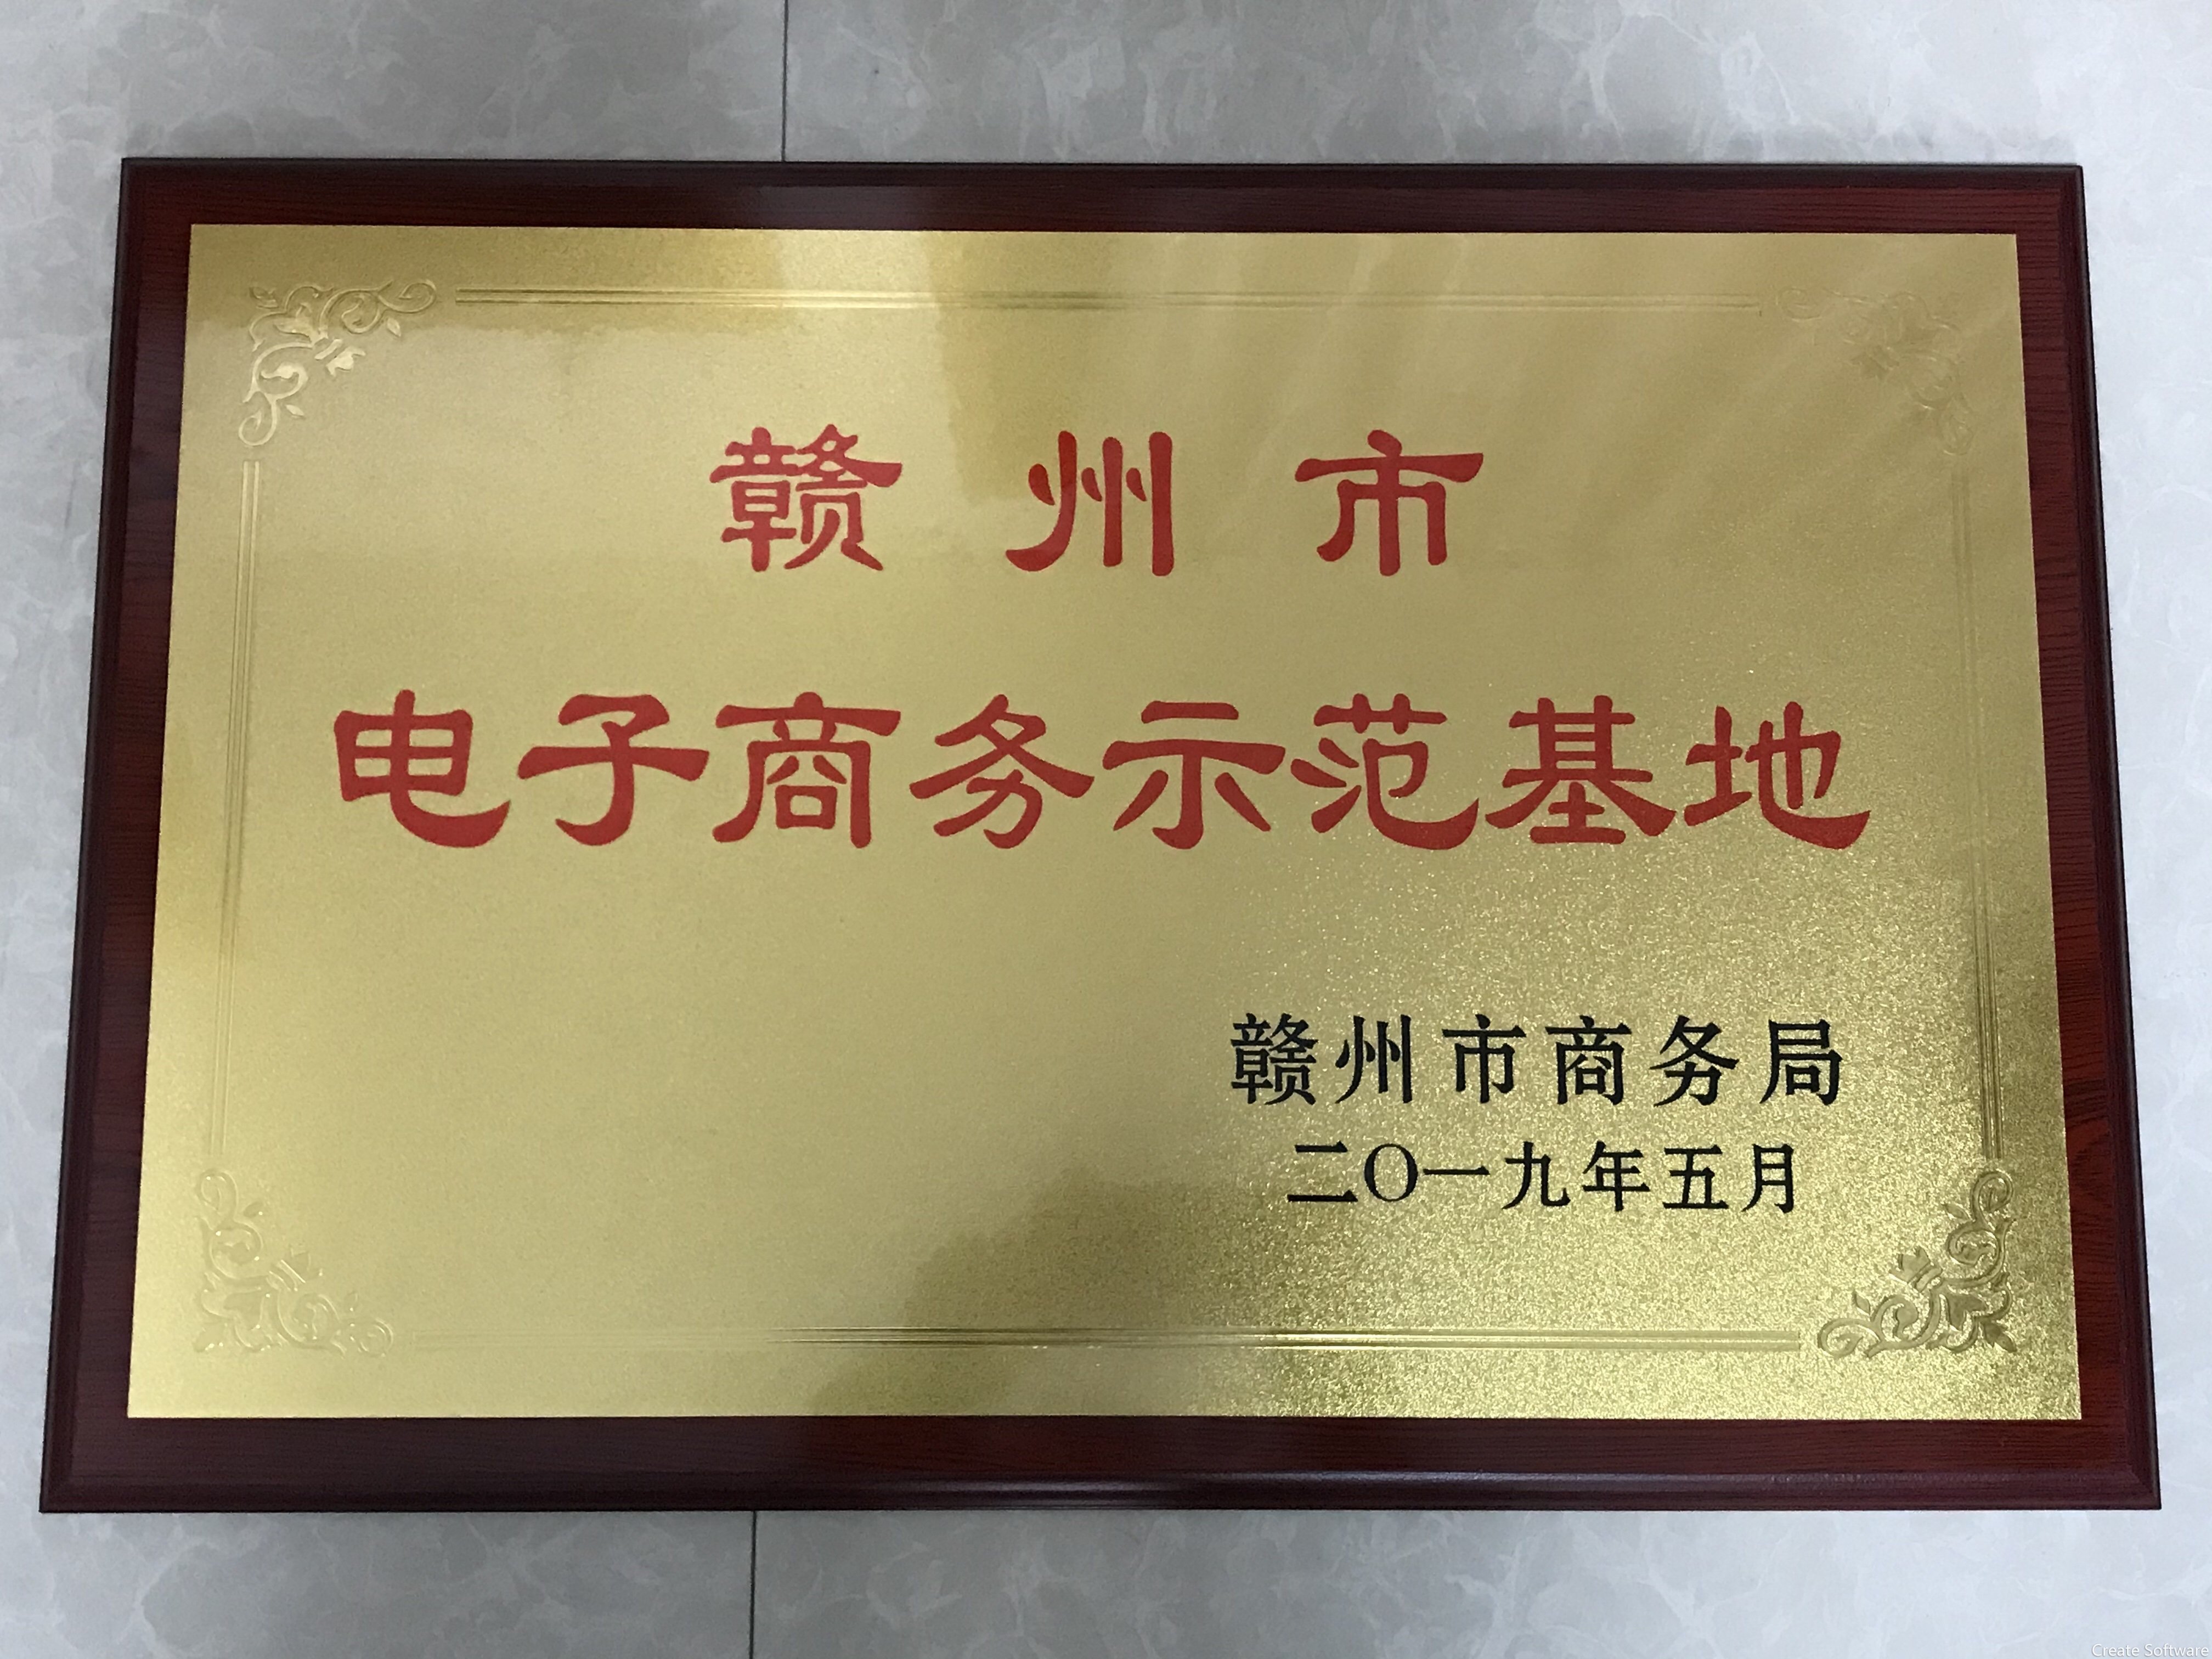 赣州市
电子商务示范基地
赣州市商务局
二〇一九年五月
Create Software